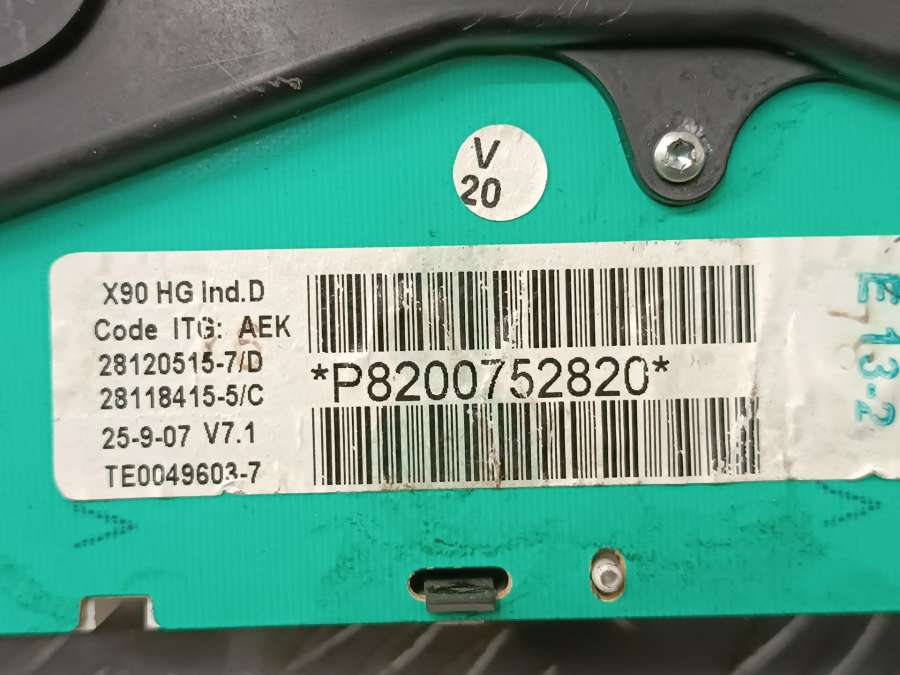 V
20
X90 HG Ind.D
Code ITG: AEK
28120515-7/D
28118415-5/C
25-9-07 V7.1
TE0049603-7
*P8200752820*
E
13-2